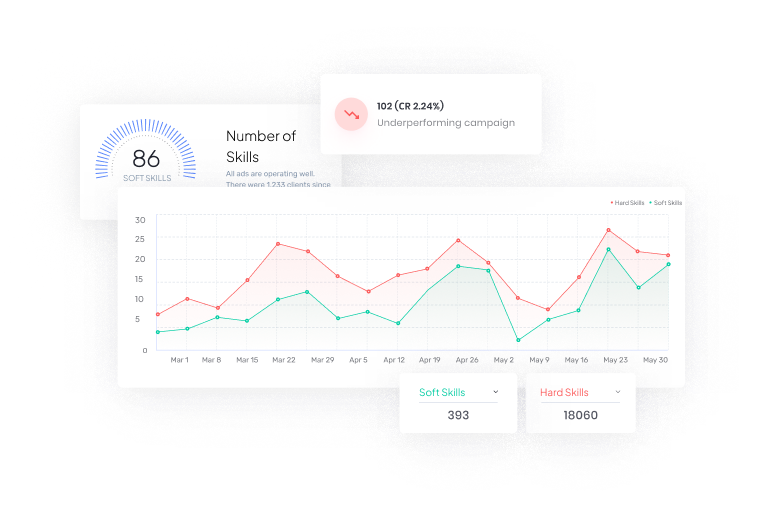 102 (CR 2.24%)
Underperforming campaign
86
SOFT SKILLS
Number of
Skills
All ads are operating well.
There were 1,233 clients since
Hard Skills
Soft Skills
30
25
20
15
10
5
0
Mar 1 Mar 8 Mar 15 Mar 22 Mar 29 Apr 5 Apr 12 Apr 19 Apr 26 May 2 May 9 May 16 May 23 May 30
Soft Skills
393
Hard Skills
18060